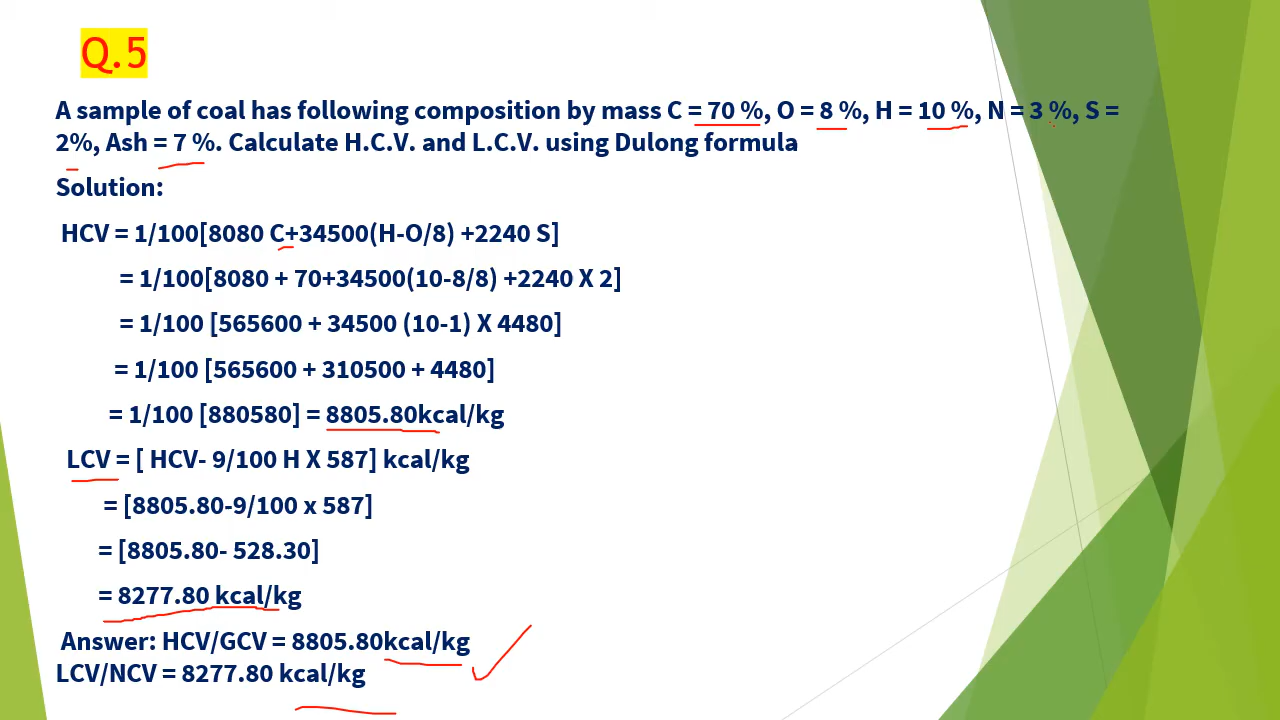 Q.5
A sample of coal has following composition by mass C = 70 %, O = 8 %, H = 10 %, N = 3 %, S =
2%, Ash = 7 %. Calculate H.C.V. and L.C.V. using Dulong formula
Solution:
HCV = 1/100[8080 C+34500(H-O/8) +2240 S]
= 1/100[8080 + 70+34500(10-8/8) +2240 X 2]
= 1/100 [565600 + 34500 (10-1) X 4480]
= 1/100 [565600 + 310500 + 4480]
= 1/100 [880580] = 8805.80kcal/kg
LCV = [ HCV- 9/100 H X 587] kcal/kg
= [8805.80-9/100 x 587]
= [8805.80- 528.30]
= 8277.80 kcal/kg
Answer: HCV/GCV = 8805.80kcal/kg
LCV/NCV = 8277.80 kcal/kg